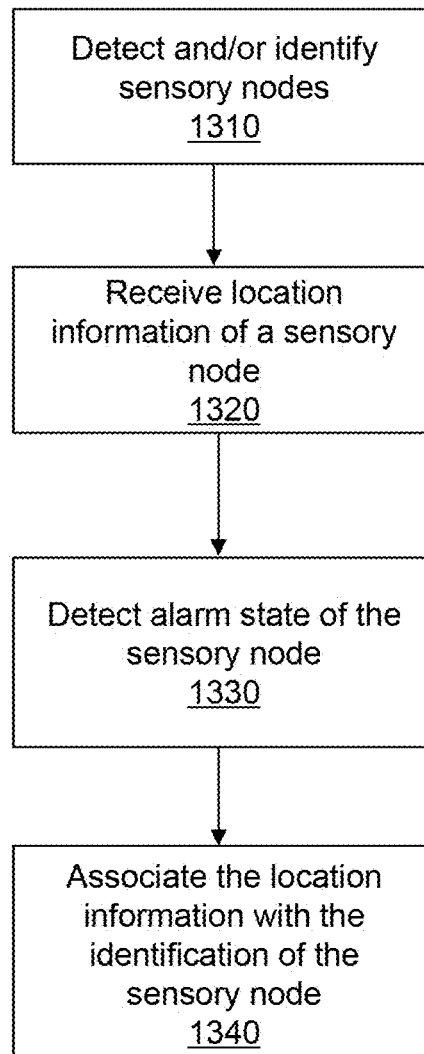 Detect and/or identify
sensory nodes
1310
Receive location
information of a sensory
node
1320
Detect alarm state of the
sensory node
1330
Associate the location
information with the
identification of the
sensory node
1340